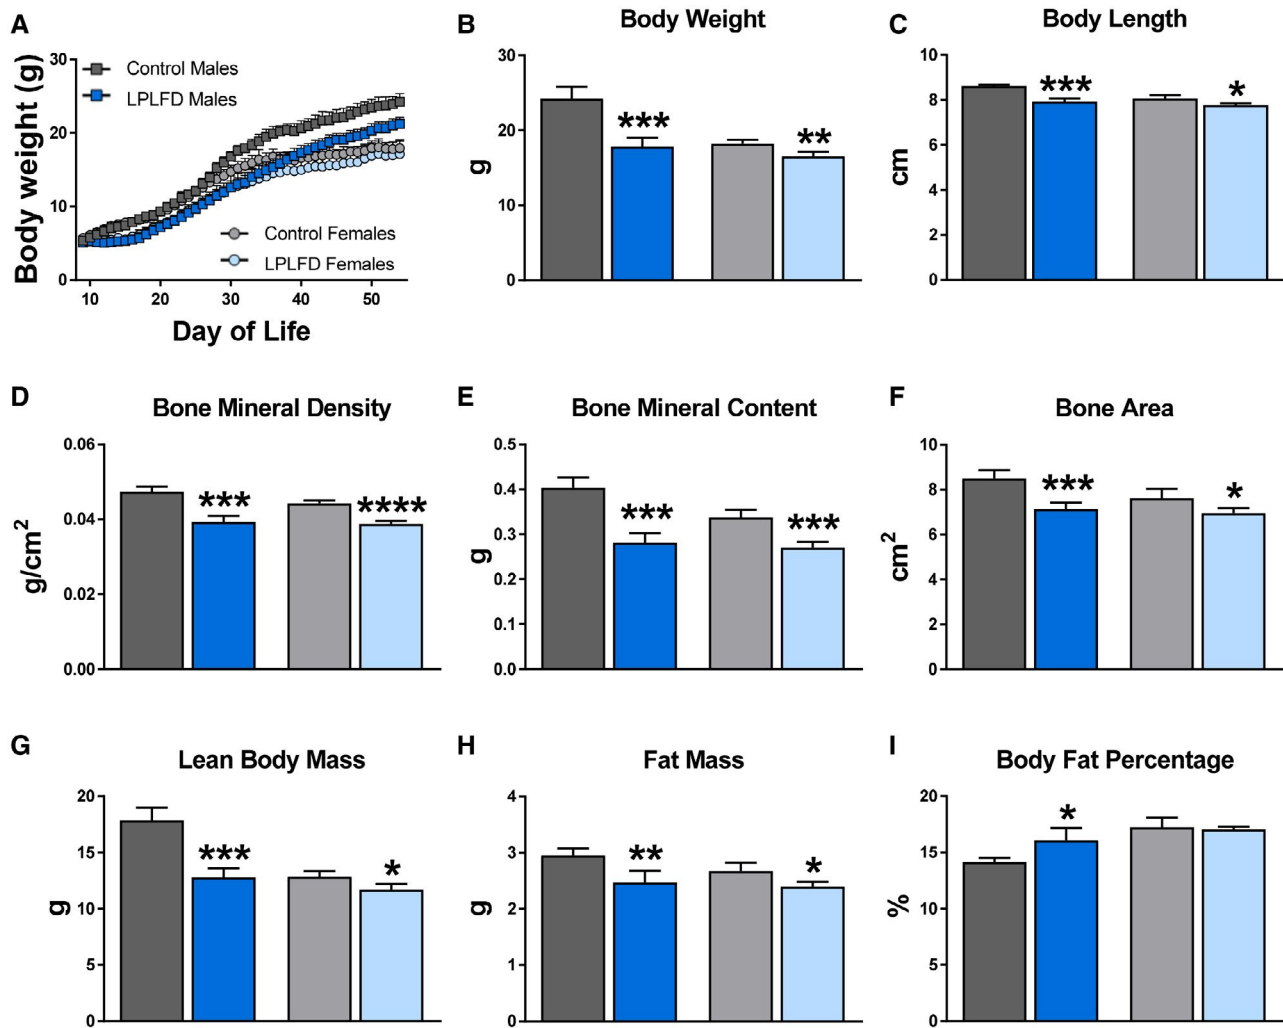 A
Body weight (g)
30
20
10
0
10 20 30 40 50
Day of Life
Control Males
LPLFD Males
Control Females
LPLFD Females
B
Body Weight
g
30
20
10
0
***
**
C
Body Length
cm
10
8
6
4
2
0
***
*
D
Bone Mineral Density
g/cm²
0.06
0.04
0.02
0.00
***
****
E
Bone Mineral Content
g
0.5
0.4
0.3
0.2
0.1
0.0
***
***
F
Bone Area
cm²
10
8
6
4
2
0
***
*
G
Lean Body Mass
g
20
15
10
5
0
***
*
H
Fat Mass
g
4
3
2
1
0
**
*
I
Body Fat Percentage
%
20
15
10
5
0
*